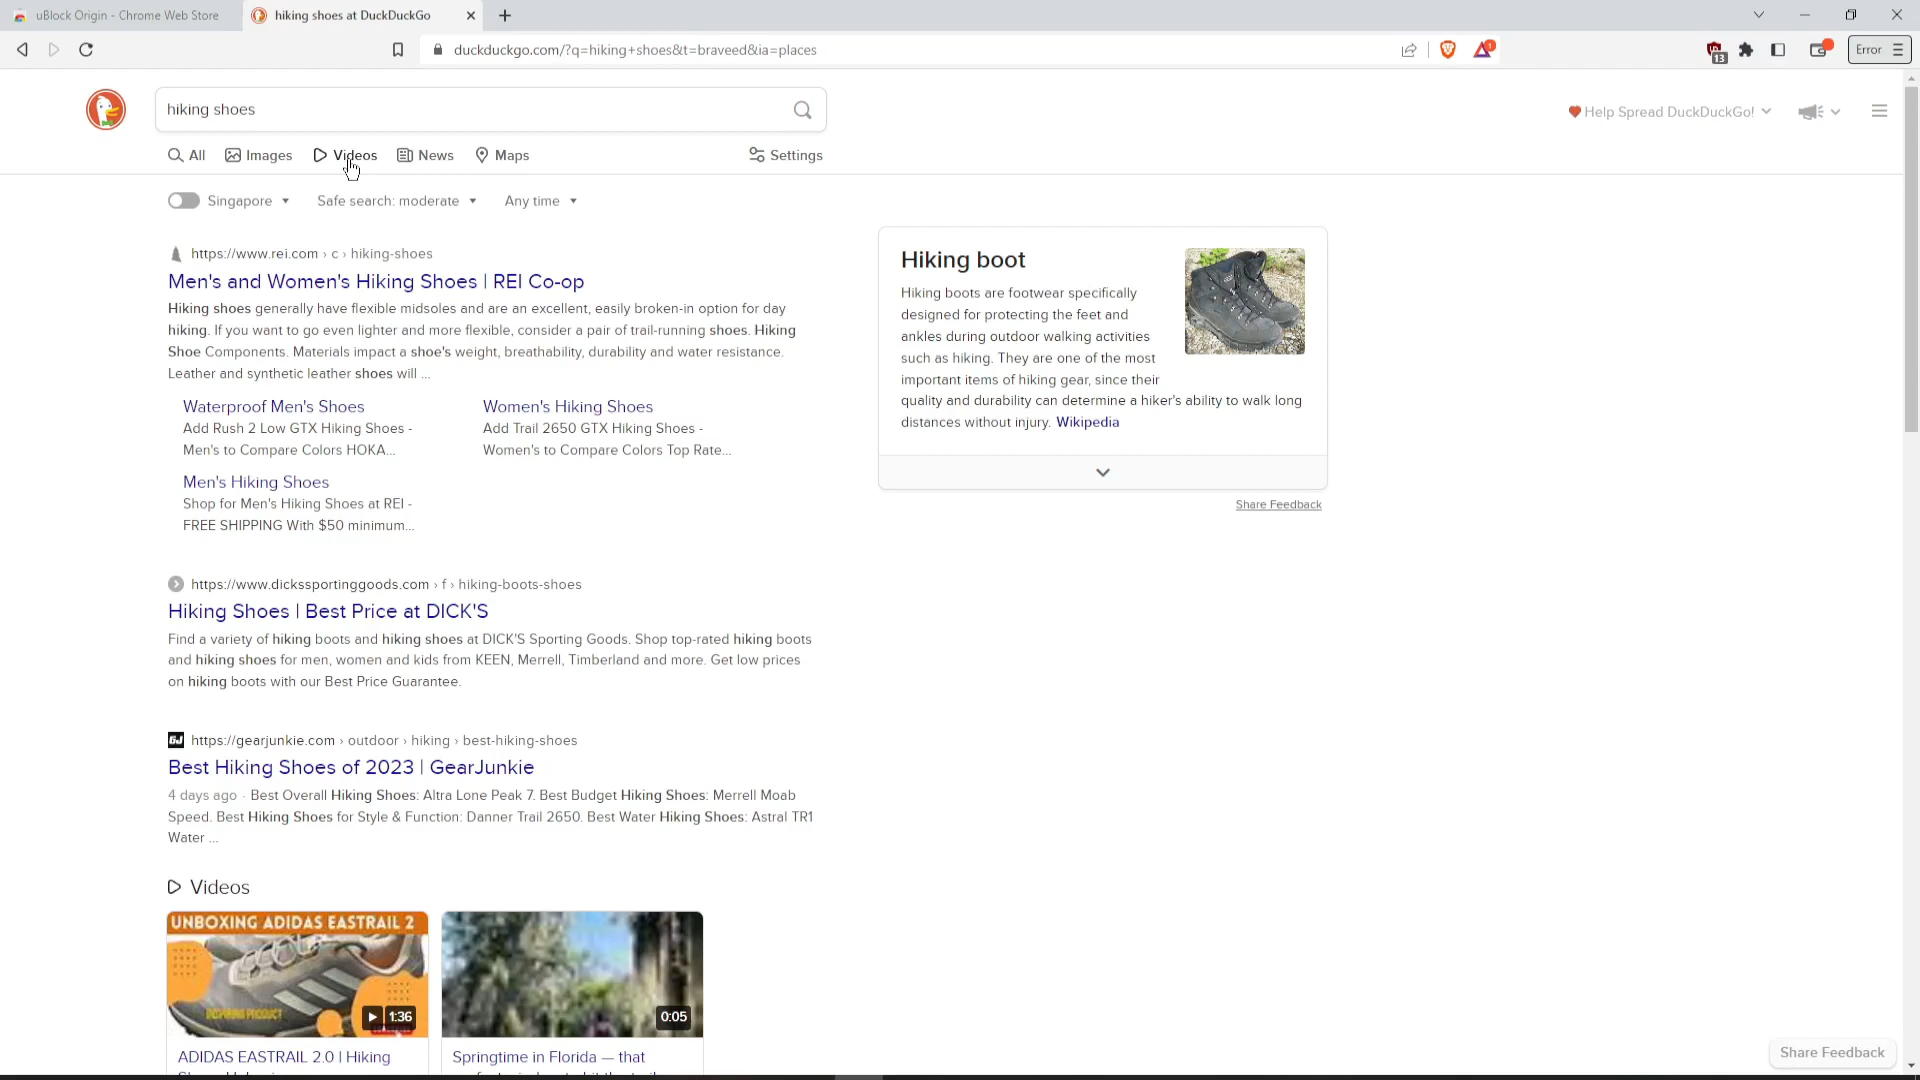 uBlock Origin - Chrome Web Store
hiking shoes at DuckDuckGo
duckduckgo.com/?q=hiking+shoes&t=braveed&ia=places
1
13
Error
hiking shoes
Help Spread DuckDuckGo!
All Images Videos News Maps Settings
Singapore Safe search: moderate Any time
https://www.rei.com › c › hiking-shoes
Men's and Women's Hiking Shoes | REI Co-op
Hiking shoes generally have flexible midsoles and are an excellent, easily broken-in option for day
hiking. If you want to go even lighter and more flexible, consider a pair of trail-running shoes. Hiking
Shoe Components. Materials impact a shoe's weight, breathability, durability and water resistance.
Leather and synthetic leather shoes will ...
Waterproof Men's Shoes
Add Rush 2 Low GTX Hiking Shoes -
Men's to Compare Colors HOKA...
Women's Hiking Shoes
Add Trail 2650 GTX Hiking Shoes -
Women's to Compare Colors Top Rate...
Men's Hiking Shoes
Shop for Men's Hiking Shoes at REI -
FREE SHIPPING With $50 minimum...
https://www.dickssportinggoods.com › f › hiking-boots-shoes
Hiking Shoes | Best Price at DICK'S
Find a variety of hiking boots and hiking shoes at DICK'S Sporting Goods. Shop top-rated hiking boots
and hiking shoes for men, women and kids from KEEN, Merrell, Timberland and more. Get low prices
on hiking boots with our Best Price Guarantee.
GJ
https://gearjunkie.com › outdoor › hiking › best-hiking-shoes
Best Hiking Shoes of 2023 | GearJunkie
4 days ago · Best Overall Hiking Shoes: Altra Lone Peak 7. Best Budget Hiking Shoes: Merrell Moab
Speed. Best Hiking Shoes for Style & Function: Danner Trail 2650. Best Water Hiking Shoes: Astral TR1
Water ...
Videos
UNBOXING ADIDAS EASTRAIL 2
1:36
ADIDAS EASTRAIL 2.0 | Hiking
0:05
Springtime in Florida — that
Hiking boot
Hiking boots are footwear specifically
designed for protecting the feet and
ankles during outdoor walking activities
such as hiking. They are one of the most
important items of hiking gear, since their
quality and durability can determine a hiker's ability to walk long
distances without injury. Wikipedia
Share Feedback
Share Feedback